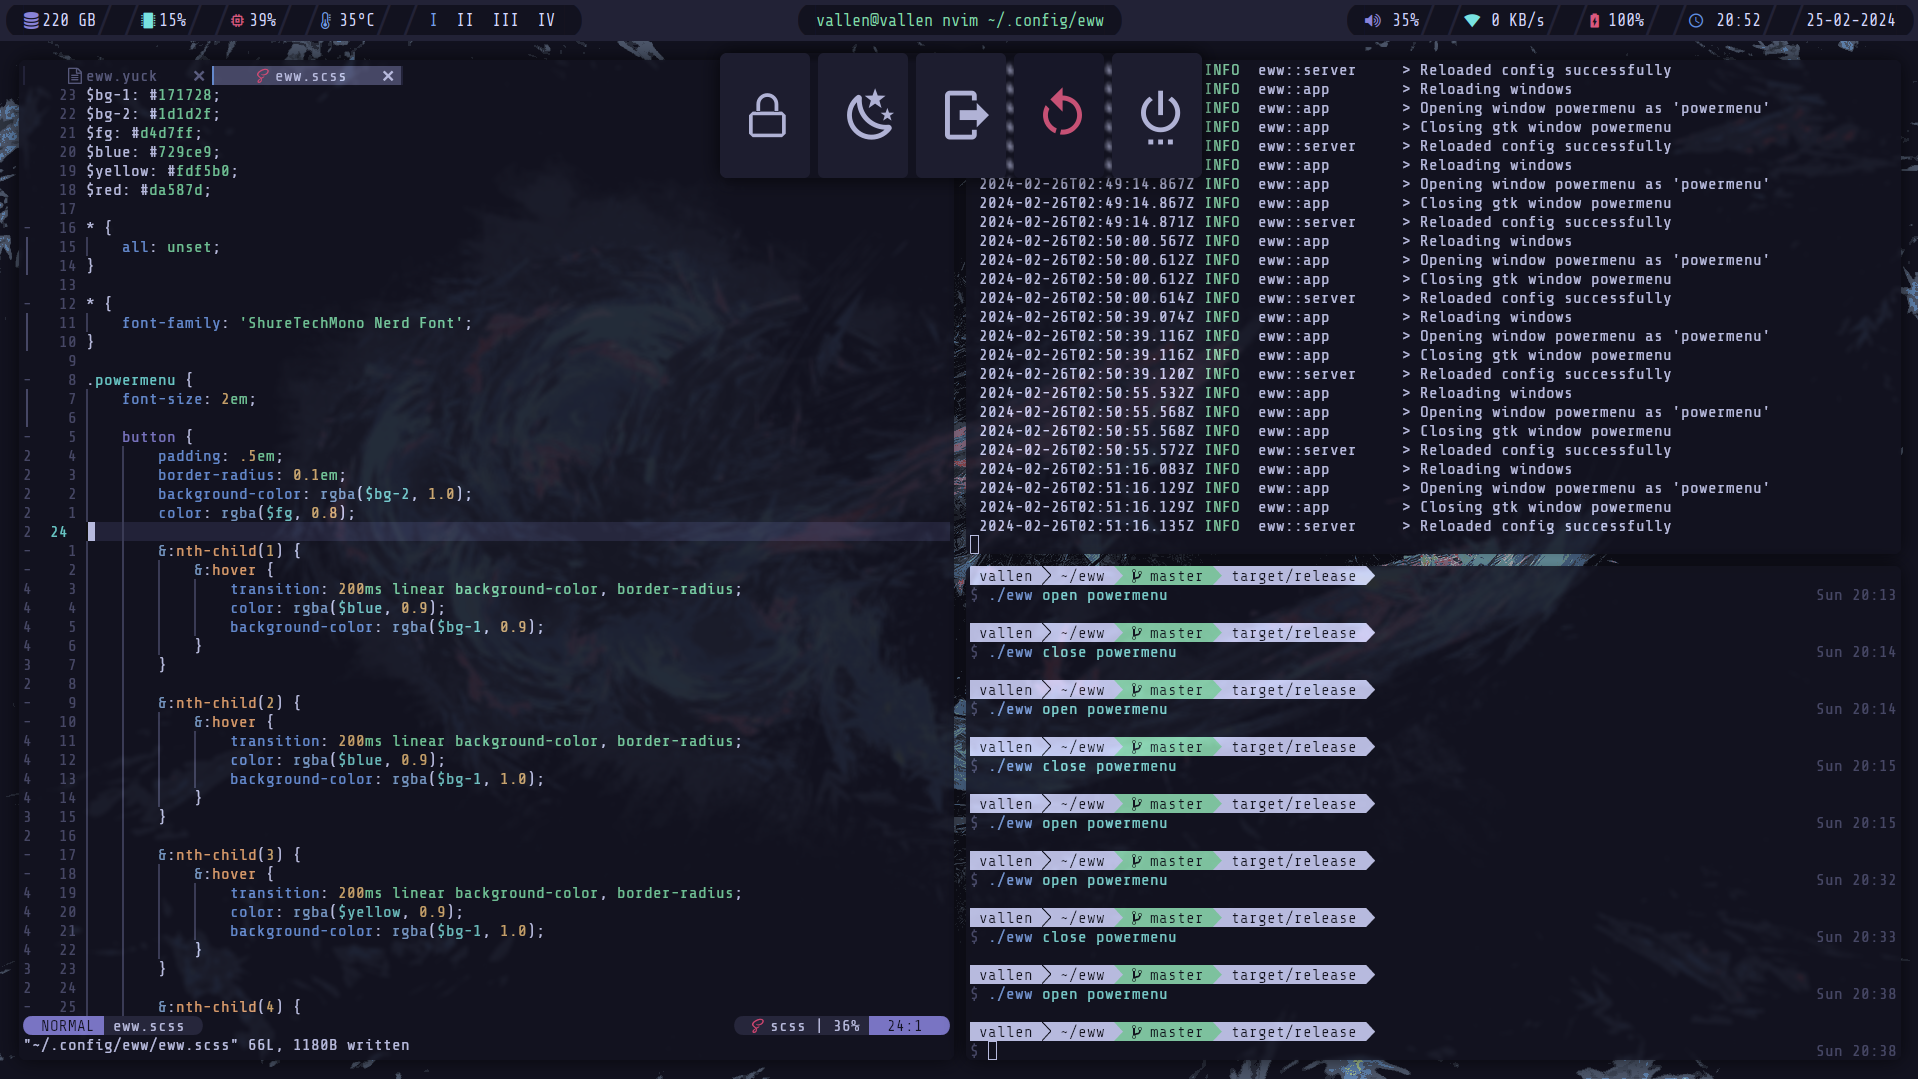 220 GB 15% 39% 35°C I II III IV
vallen@vallen nvim ~/.config/eww
35% 0 KB/s 100% 20:52 25-02-2024
eww.yuck eww.scss
23 $bg-1: #171728;
22 $bg-2: #1d1d2f;
21 $fg: #d4d7ff;
20 $blue: #729ce9;
19 $yellow: #fdf5b0;
18 $red: #da587d;
17
- 16 * {
15 all: unset;
14 }
13
- 12 * {
11 font-family: 'ShureTechMono Nerd Font';
10 }
9
- 8 .powermenu {
7 font-size: 2em;
6
- 5 button {
2 4 padding: .5em;
2 3 border-radius: 0.1em;
2 2 background-color: rgba($bg-2, 1.0);
2 1 color: rgba($fg, 0.8);
2 24
- 1 &:nth-child(1) {
- 2 &:hover {
4 3 transition: 200ms linear background-color, border-radius;
4 4 color: rgba($blue, 0.9);
4 5 background-color: rgba($bg-1, 0.9);
4 6 }
3 7 }
2 8
- 9 &:nth-child(2) {
- 10 &:hover {
4 11 transition: 200ms linear background-color, border-radius;
4 12 color: rgba($blue, 0.9);
4 13 background-color: rgba($bg-1, 1.0);
4 14 }
3 15 }
2 16
- 17 &:nth-child(3) {
- 18 &:hover {
4 19 transition: 200ms linear background-color, border-radius;
4 20 color: rgba($yellow, 0.9);
4 21 background-color: rgba($bg-1, 1.0);
4 22 }
3 23 }
2 24
- 25 &:nth-child(4) {
NORMAL eww.scss scss | 36% 24:1
"~/.config/eww/eww.scss" 66L, 1180B written
INFO eww::server > Reloaded config successfully
INFO eww::app > Reloading windows
INFO eww::app > Opening window powermenu as 'powermenu'
INFO eww::app > Closing gtk window powermenu
INFO eww::server > Reloaded config successfully
INFO eww::app > Reloading windows
2024-02-26T02:49:14.867Z INFO eww::app > Opening window powermenu as 'powermenu'
2024-02-26T02:49:14.867Z INFO eww::app > Closing gtk window powermenu
2024-02-26T02:49:14.871Z INFO eww::server > Reloaded config successfully
2024-02-26T02:50:00.567Z INFO eww::app > Reloading windows
2024-02-26T02:50:00.612Z INFO eww::app > Opening window powermenu as 'powermenu'
2024-02-26T02:50:00.612Z INFO eww::app > Closing gtk window powermenu
2024-02-26T02:50:00.614Z INFO eww::server > Reloaded config successfully
2024-02-26T02:50:39.074Z INFO eww::app > Reloading windows
2024-02-26T02:50:39.116Z INFO eww::app > Opening window powermenu as 'powermenu'
2024-02-26T02:50:39.116Z INFO eww::app > Closing gtk window powermenu
2024-02-26T02:50:39.120Z INFO eww::server > Reloaded config successfully
2024-02-26T02:50:55.532Z INFO eww::app > Reloading windows
2024-02-26T02:50:55.568Z INFO eww::app > Opening window powermenu as 'powermenu'
2024-02-26T02:50:55.568Z INFO eww::app > Closing gtk window powermenu
2024-02-26T02:50:55.572Z INFO eww::server > Reloaded config successfully
2024-02-26T02:51:16.083Z INFO eww::app > Reloading windows
2024-02-26T02:51:16.129Z INFO eww::app > Opening window powermenu as 'powermenu'
2024-02-26T02:51:16.129Z INFO eww::app > Closing gtk window powermenu
2024-02-26T02:51:16.135Z INFO eww::server > Reloaded config successfully
vallen ~/eww master target/release
$ ./eww open powermenu Sun 20:13
vallen ~/eww master target/release
$ ./eww close powermenu Sun 20:14
vallen ~/eww master target/release
$ ./eww open powermenu Sun 20:14
vallen ~/eww master target/release
$ ./eww close powermenu Sun 20:15
vallen ~/eww master target/release
$ ./eww open powermenu Sun 20:15
vallen ~/eww master target/release
$ ./eww open powermenu Sun 20:32
vallen ~/eww master target/release
$ ./eww close powermenu Sun 20:33
vallen ~/eww master target/release
$ ./eww open powermenu Sun 20:38
vallen ~/eww master target/release
$ Sun 20:38